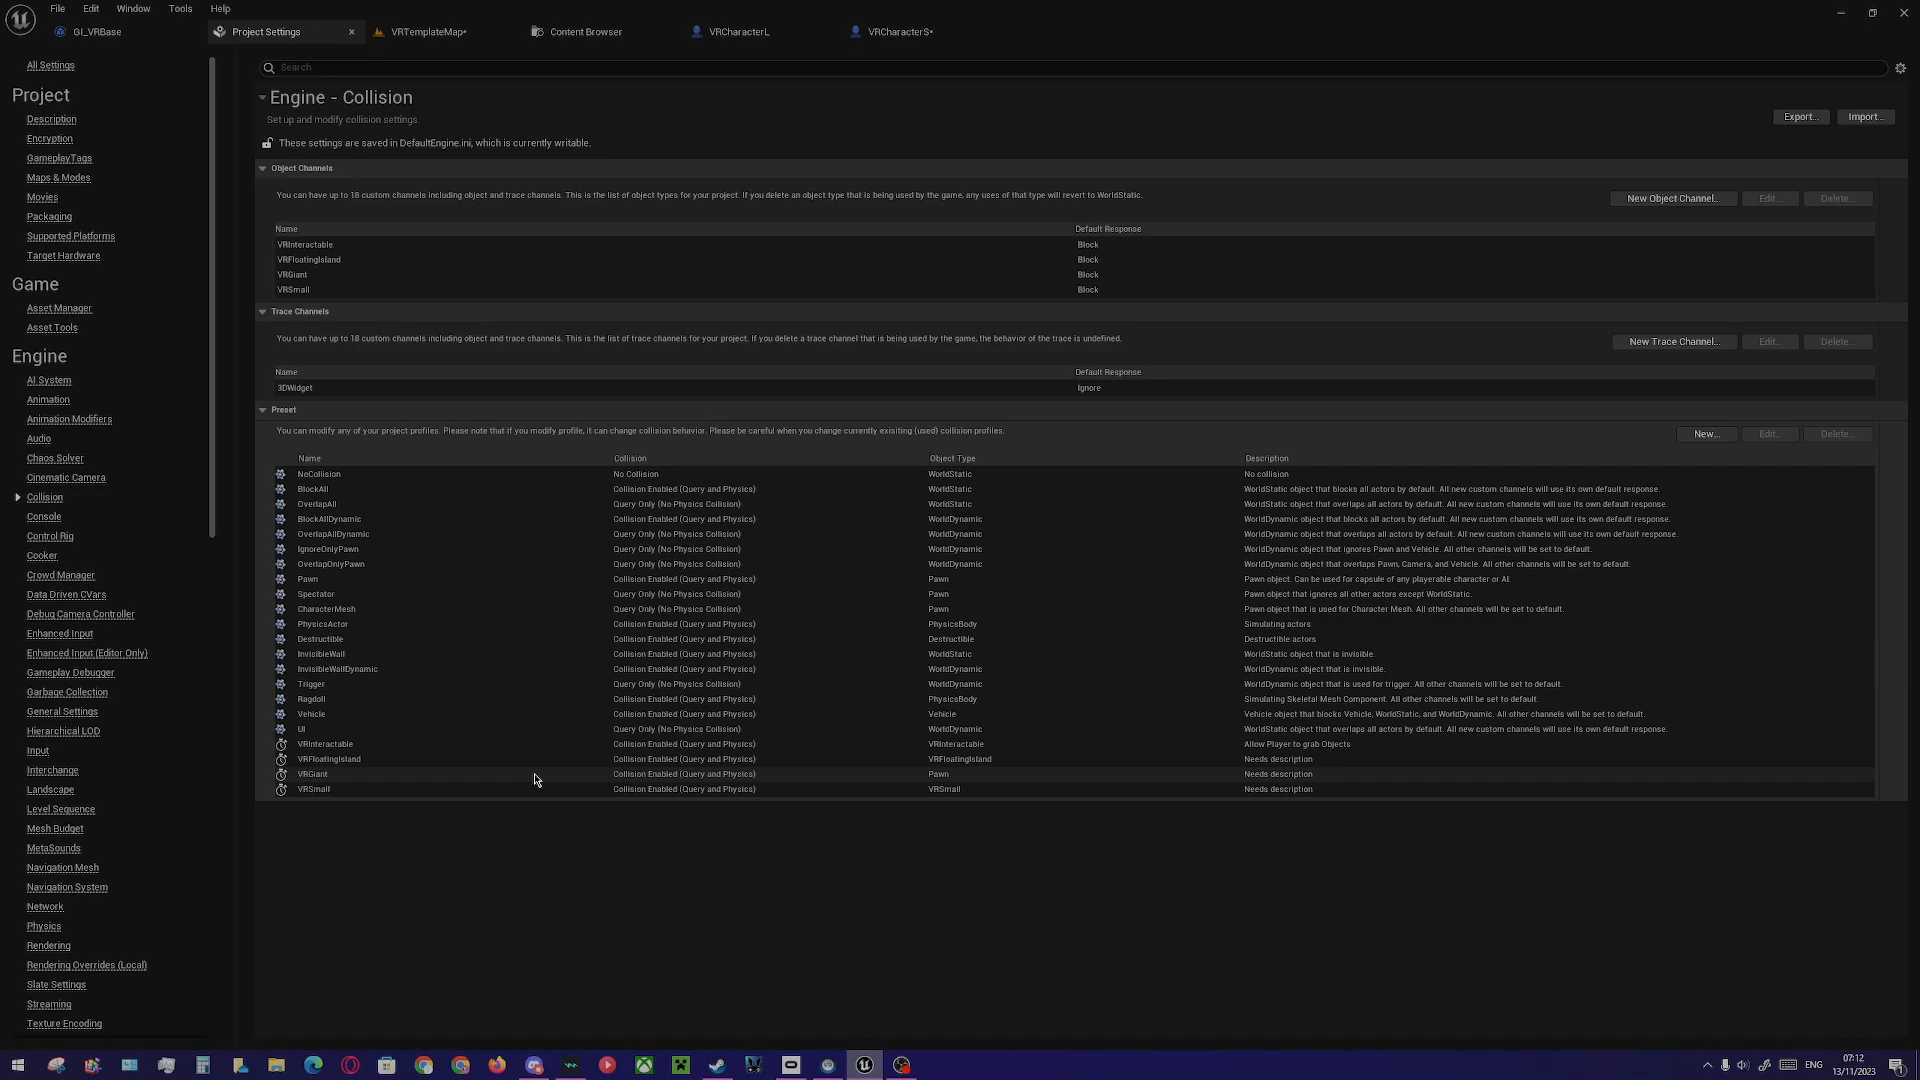 File Edit Window Tools Help
GI_VRBase Project Settings VRTemplateMap* Content Browser VRCharacterL VRCharacterS*
All Settings
Project
Description
Encryption
GameplayTags
Maps & Modes
Movies
Packaging
Supported Platforms
Target Hardware
Game
Asset Manager
Asset Tools
Engine
AI System
Animation
Animation Modifiers
Audio
Chaos Solver
Cinematic Camera
Collision
Console
Control Rig
Cooker
Crowd Manager
Data Driven CVars
Debug Camera Controller
Enhanced Input
Enhanced Input (Editor Only)
Gameplay Debugger
Garbage Collection
General Settings
Hierarchical LOD
Input
Interchange
Landscape
Level Sequence
Mesh Budget
MetaSounds
Navigation Mesh
Navigation System
Network
Physics
Rendering
Rendering Overrides (Local)
Slate Settings
Streaming
Texture Encoding
Search
Engine - Collision
Set up and modify collision settings.
Export... Import...
These settings are saved in DefaultEngine.ini, which is currently writable.
Object Channels
You can have up to 18 custom channels including object and trace channels. This is the list of object types for your project. If you delete an object type that is being used by the game, any uses of that type will revert to WorldStatic.
New Object Channel... Edit... Delete...
Name Default Response
VRInteractable Block
VRFloatingIsland Block
VRGiant Block
VRSmall Block
Trace Channels
You can have up to 18 custom channels including object and trace channels. This is the list of trace channels for your project. If you delete a trace channel that is being used by the game, the behavior of the trace is undefined.
New Trace Channel... Edit... Delete...
Name Default Response
3DWidget Ignore
Preset
You can modify any of your project profiles. Please note that if you modify profile, it can change collision behavior. Please be careful when you change currently exisiting (used) collision profiles.
New... Edit... Delete...
Name Collision Object Type Description
NoCollision No Collision WorldStatic No collision
BlockAll Collision Enabled (Query and Physics) WorldStatic WorldStatic object that blocks all actors by default. All new custom channels will use its own default response.
OverlapAll Query Only (No Physics Collision) WorldStatic WorldStatic object that overlaps all actors by default. All new custom channels will use its own default response.
BlockAllDynamic Collision Enabled (Query and Physics) WorldDynamic WorldDynamic object that blocks all actors by default. All new custom channels will use its own default response.
OverlapAllDynamic Query Only (No Physics Collision) WorldDynamic WorldDynamic object that overlaps all actors by default. All new custom channels will use its own default response.
IgnoreOnlyPawn Query Only (No Physics Collision) WorldDynamic WorldDynamic object that ignores Pawn and Vehicle. All other channels will be set to default.
OverlapOnlyPawn Query Only (No Physics Collision) WorldDynamic WorldDynamic object that overlaps Pawn, Camera, and Vehicle. All other channels will be set to default.
Pawn Collision Enabled (Query and Physics) Pawn Pawn object. Can be used for capsule of any playerable character or AI.
Spectator Query Only (No Physics Collision) Pawn Pawn object that ignores all other actors except WorldStatic.
CharacterMesh Query Only (No Physics Collision) Pawn Pawn object that is used for Character Mesh. All other channels will be set to default.
PhysicsActor Collision Enabled (Query and Physics) PhysicsBody Simulating actors
Destructible Collision Enabled (Query and Physics) Destructible Destructible actors
InvisibleWall Collision Enabled (Query and Physics) WorldStatic WorldStatic object that is invisible.
InvisibleWallDynamic Collision Enabled (Query and Physics) WorldDynamic WorldDynamic object that is invisible.
Trigger Query Only (No Physics Collision) WorldDynamic WorldDynamic object that is used for trigger. All other channels will be set to default.
Ragdoll Collision Enabled (Query and Physics) PhysicsBody Simulating Skeletal Mesh Component. All other channels will be set to default.
Vehicle Collision Enabled (Query and Physics) Vehicle Vehicle object that blocks Vehicle, WorldStatic, and WorldDynamic. All other channels will be set to default.
UI Query Only (No Physics Collision) WorldDynamic WorldStatic object that overlaps all actors by default. All new custom channels will use its own default response.
VRInteractable Collision Enabled (Query and Physics) VRInteractable Allow Player to grab Objects
VRFloatingIsland Collision Enabled (Query and Physics) VRFloatingIsland Needs description
VRGiant Collision Enabled (Query and Physics) Pawn Needs description
VRSmall Collision Enabled (Query and Physics) VRSmall Needs description
ENG
07:12
13/11/2023